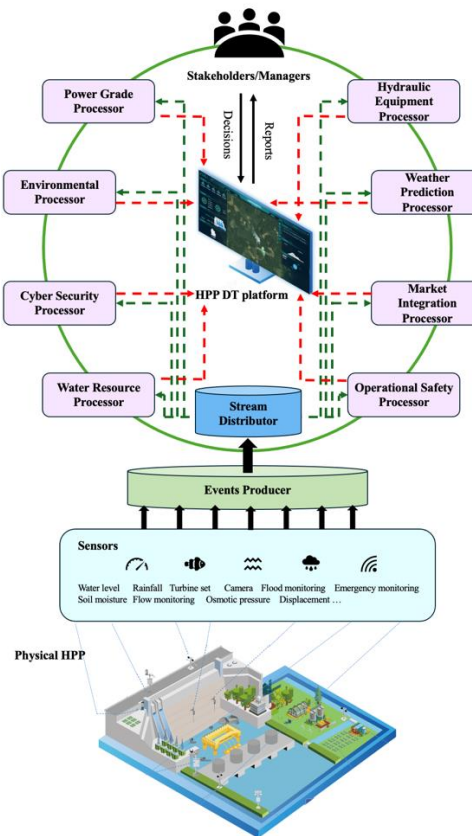 Stakeholders/Managers
Power Grade
Processor
Hydraulic
Equipment
Processor
Decisions
Reports
Environmental
Processor
Weather
Prediction
Processor
HPP DT platform
Cyber Security
Processor
Market
Integration
Processor
Water Resource
Processor
Stream
Distributor
Operational Safety
Processor
Events Producer
Sensors
Water level Rainfall Turbine set Camera Flood monitoring Emergency monitoring
Soil moisture Flow monitoring Osmotic pressure Displacement …
Physical HPP